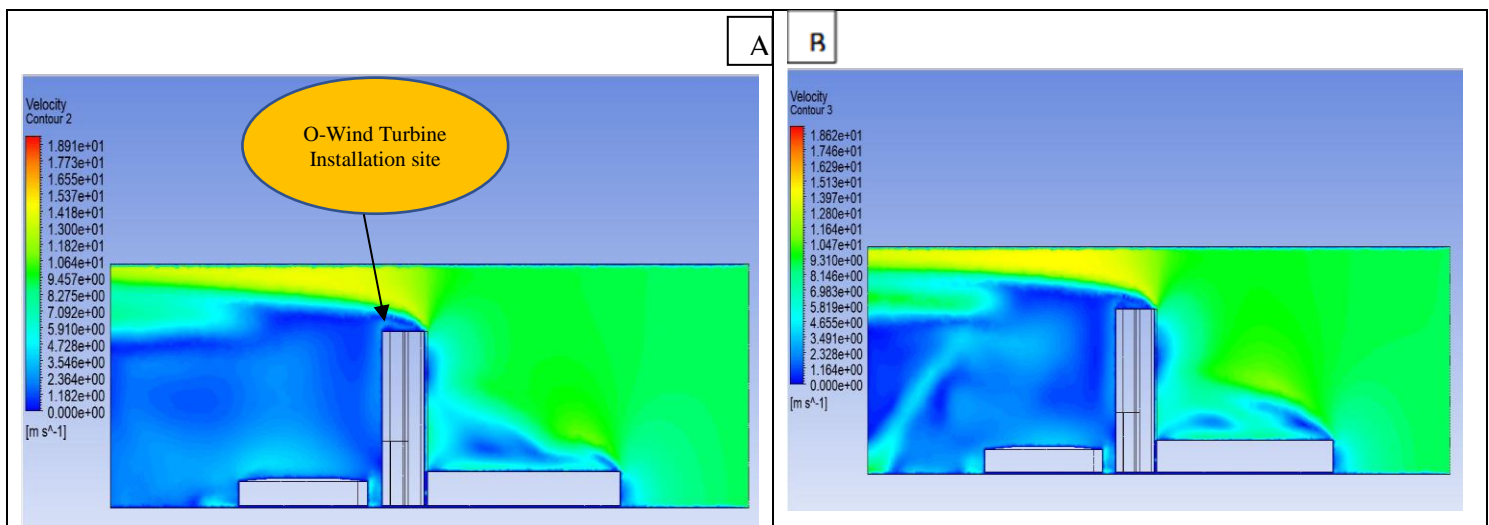 A
Velocity
Contour 2
1.891e+01
1.773e+01
1.655e+01
1.537e+01
1.418e+01
1.300e+01
1.182e+01
1.064e+01
9.457e+00
8.275e+00
7.092e+00
5.910e+00
4.728e+00
3.546e+00
2.364e+00
1.182e+00
0.000e+00
[m s^-1]
O-Wind Turbine
Installation site
B
Velocity
Contour 3
1.862e+01
1.746e+01
1.629e+01
1.513e+01
1.397e+01
1.280e+01
1.164e+01
1.047e+01
9.310e+00
8.146e+00
6.983e+00
5.819e+00
4.655e+00
3.491e+00
2.328e+00
1.164e+00
0.000e+00
[m s^-1]